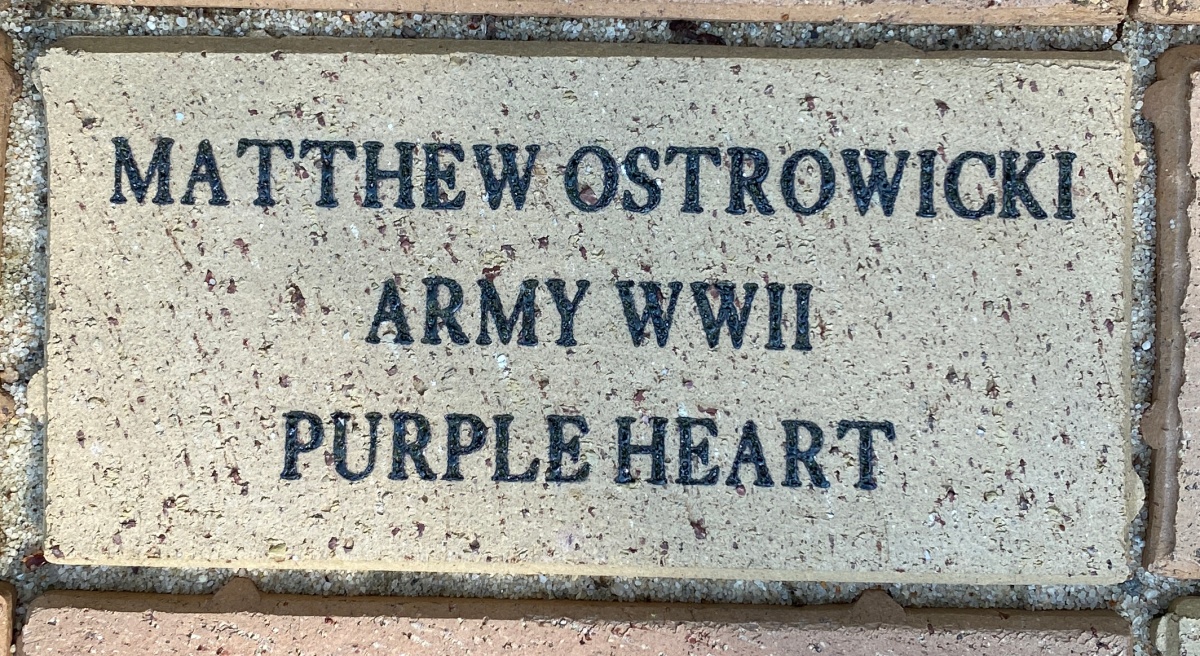 MATTHEW OSTROWICKI
ARMY WWII
PURPLE HEART